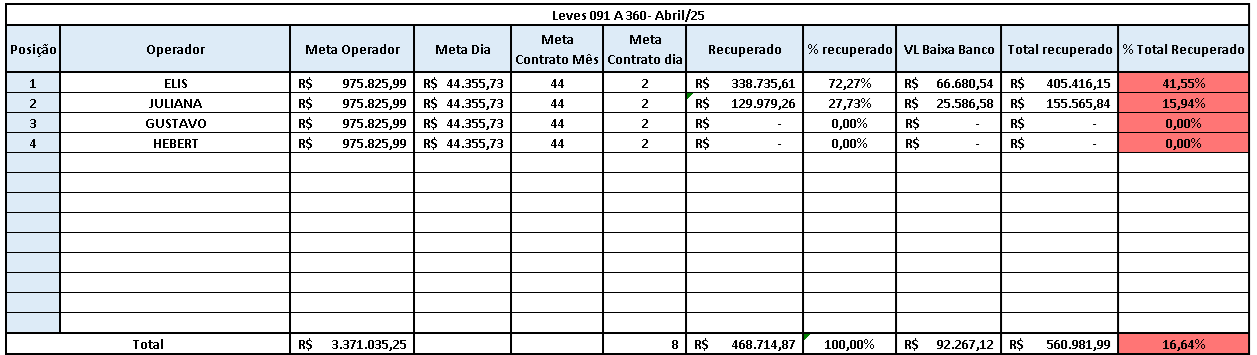 Leves 091 A 360- Abril/25
Posição Operador Meta Operador Meta Dia Meta Contrato Mês Meta Contrato dia Recuperado % recuperado VL Baixa Banco Total recuperado % Total Recuperado
1 ELIS R$ 975.825,99 R$ 44.355,73 44 2 R$ 338.735,61 72,27% R$ 66.680,54 R$ 405.416,15 41,55%
2 JULIANA R$ 975.825,99 R$ 44.355,73 44 2 R$ 129.979,26 27,73% R$ 25.586,58 R$ 155.565,84 15,94%
3 GUSTAVO R$ 975.825,99 R$ 44.355,73 44 2 R$ - 0,00% R$ - R$ - 0,00%
4 HEBERT R$ 975.825,99 R$ 44.355,73 44 2 R$ - 0,00% R$ - R$ - 0,00%
Total R$ 3.371.035,25 8 R$ 468.714,87 100,00% R$ 92.267,12 R$ 560.981,99 16,64%